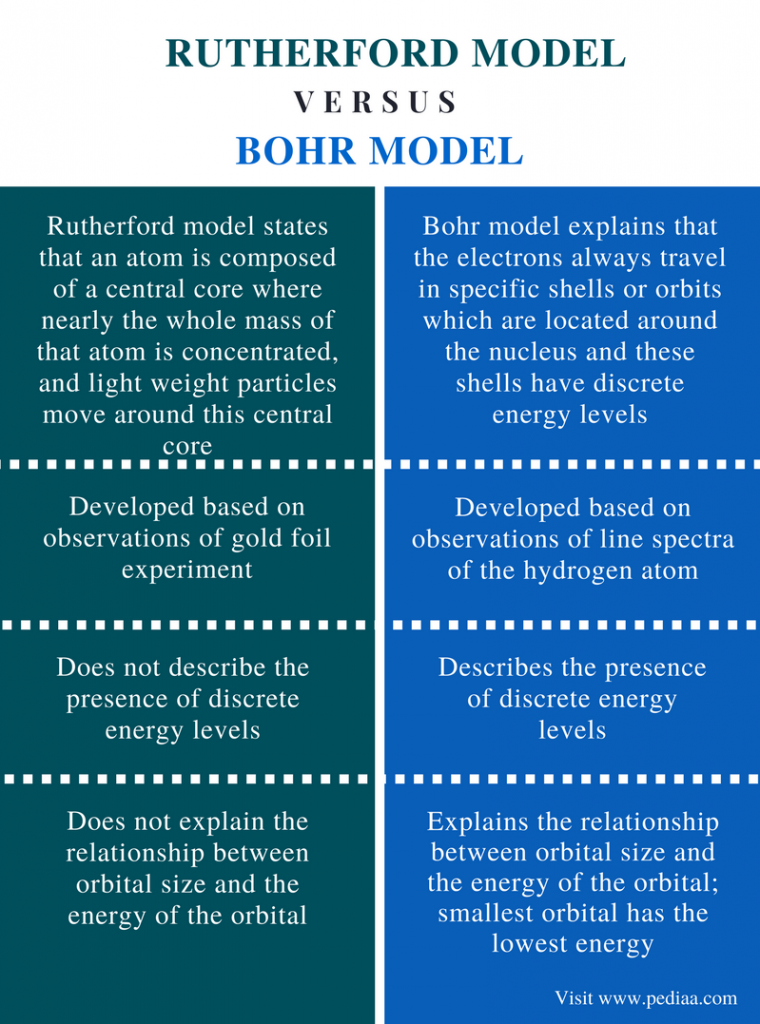 RUTHERFORD MODEL
VERSUS
BOHR MODEL
Rutherford model states
that an atom is composed
of a central core where
nearly the whole mass of
that atom is concentrated,
and light weight particles
move around this central
core
Bohr model explains that
the electrons always travel
in specific shells or orbits
which are located around
the nucleus and these
shells have discrete
energy levels
Developed based on
observations of gold foil
experiment
Developed based on
observations of line spectra
of the hydrogen atom
Does not describe the
presence of discrete
energy levels
Describes the presence
of discrete energy
levels
Does not explain the
relationship between
orbital size and the
energy of the orbital
Explains the relationship
between orbital size and
the energy of the orbital;
smallest orbital has the
lowest energy
Visit www.pediaa.com